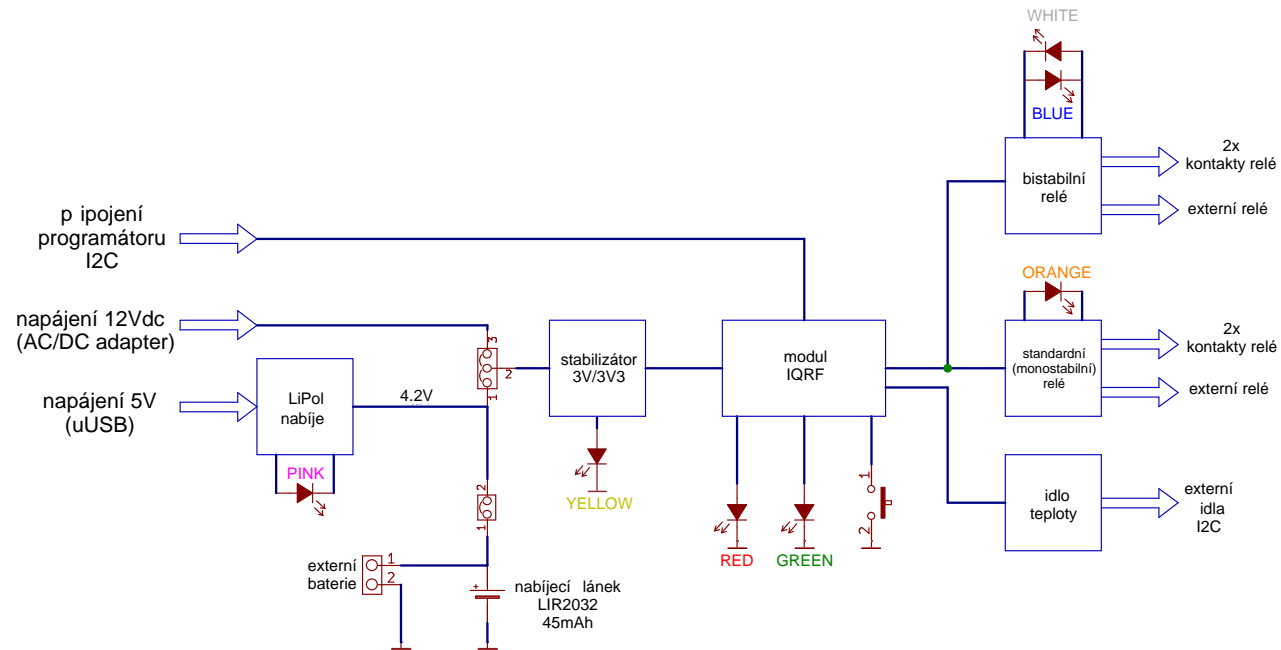 WHITE
BLUE
bistabilní
relé
2x
kontakty relé
externí relé
p ipojení
programátoru
I2C
napájení 12Vdc
(AC/DC adapter)
napájení 5V
(uUSB)
LiPol
nabíje
PINK
4.2V
3
2
1
stabilizátor
3V/3V3
YELLOW
modul
IQRF
RED
GREEN
1
2
ORANGE
standardní
(monostabilní)
relé
2x
kontakty relé
externí relé
idlo
teploty
externí
idla
I2C
2
1
externí
baterie
1
2
+
nabíjecí lánek
LIR2032
45mAh